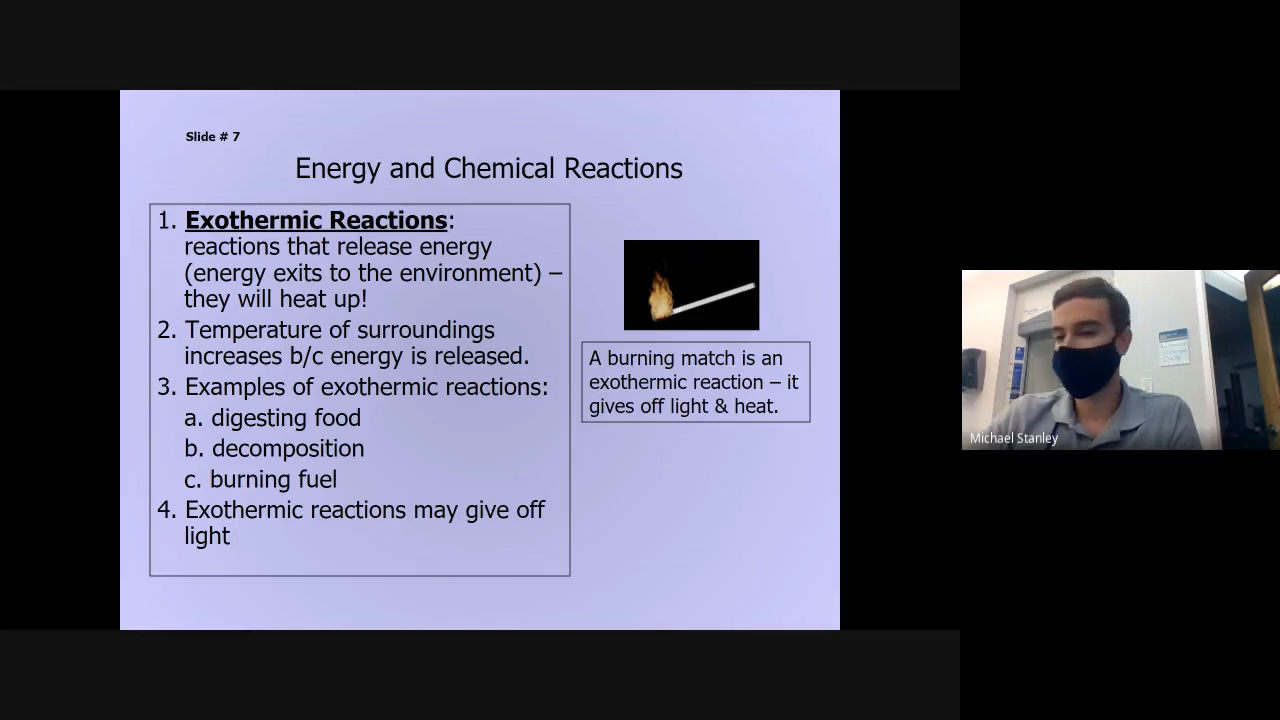 Slide # 7
Energy and Chemical Reactions
1. Exothermic Reactions:
reactions that release energy
(energy exits to the environment) –
they will heat up!
2. Temperature of surroundings
increases b/c energy is released.
3. Examples of exothermic reactions:
a. digesting food
b. decomposition
c. burning fuel
4. Exothermic reactions may give off
light
A burning match is an
exothermic reaction – it
gives off light & heat.
Michael Stanley